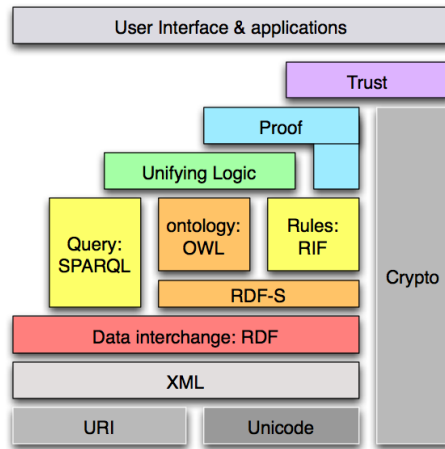 User Interface & applications
Trust
Proof
Unifying Logic
Query:
SPARQL
ontology:
OWL
Rules:
RIF
Crypto
RDF-S
Data interchange: RDF
XML
URI
Unicode